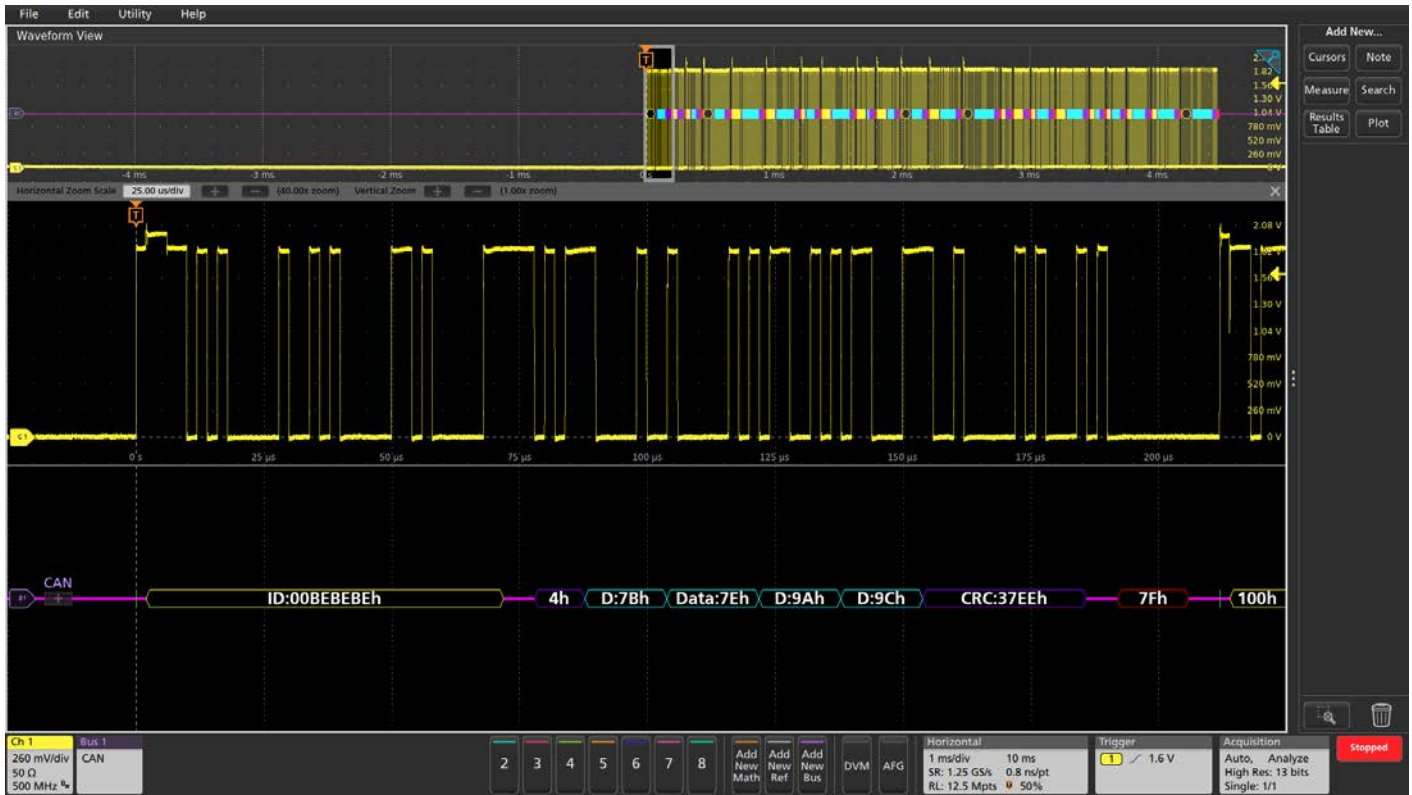 File Edit Utility Help
Waveform View
Add New...
Cursors Note
Measure Search
Results Table Plot
1.82
1.30 V
1.04 V
780 mV
520 mV
260 mV
0 V
-4 ms -3 ms -2 ms -1 ms 1 ms 2 ms 3 ms 4 ms
Horizontal Zoom Scale 25.00 us/div + — (40.00x zoom) Vertical Zoom + — (1.00x zoom)
T
2.08 V
1.82 V
1.56
1.30 V
1.04 V
780 mV
520 mV
260 mV
C1
0 V
0 s 25 µs 50 µs 75 µs 100 µs 125 µs 150 µs 175 µs 200 µs
CAN
B1 + ID:00BEBEBEh 4h D:7Bh Data:7Eh D:9Ah D:9Ch CRC:37EEh 7Fh 100h
Ch 1
260 mV/div
50 Ω
500 MHz
Bus 1
CAN
2 3 4 5 6 7 8
Add New Math
Add New Ref
Add New Bus
DVM AFG
Horizontal
1 ms/div 10 ms
SR: 1.25 GS/s 0.8 ns/pt
RL: 12.5 Mpts 50%
Trigger
1 1.6 V
Acquisition
Auto, Analyze
High Res: 13 bits
Single: 1/1
Stopped